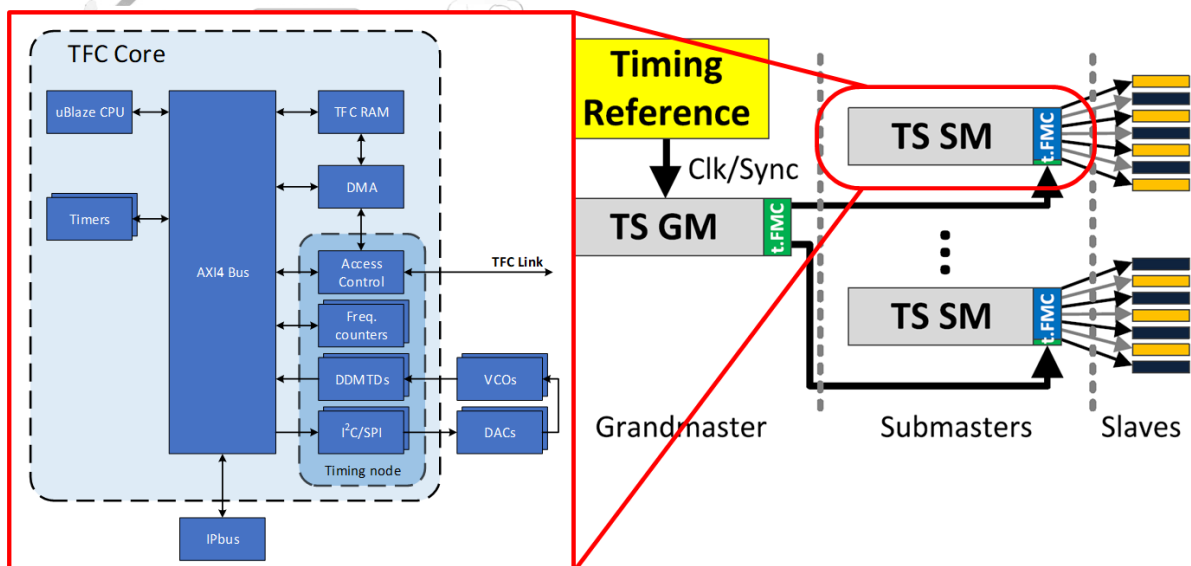 TFC Core
uBlaze CPU
TFC RAM
DMA
Timers
AXI4 Bus
Access
Control
TFC Link
Freq.
counters
DDMTDs
VCOs
I²C/SPI
DACs
Timing node
IPbus
Timing
Reference
Clk/Sync
TS GM
t.FMC
TS SM
t.FMC
TS SM
t.FMC
Grandmaster
Submasters
Slaves